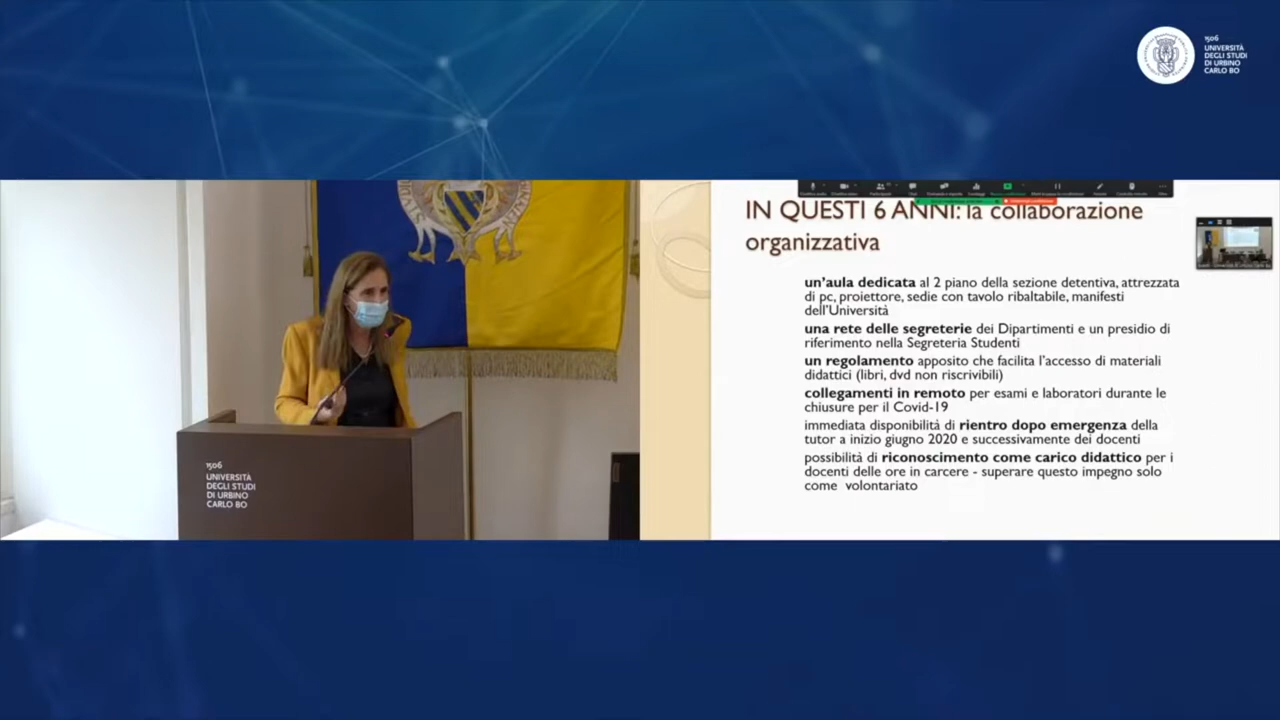 1506
UNIVERSITÀ
DEGLI STUDI
DI URBINO
CARLO BO
IN QUESTI 6 ANNI: la collaborazione
organizzativa
un'aula dedicata al 2 piano della sezione detentiva, attrezzata
di pc, proiettore, sedie con tavolo ribaltabile, manifesti
dell'Università
una rete delle segreterie dei Dipartimenti e un presidio di
riferimento nella Segreteria Studenti
un regolamento apposito che facilita l'accesso di materiali
didattici (libri, dvd non riscrivibili)
collegamenti in remoto per esami e laboratori durante le
chiusure per il Covid-19
immediata disponibilità di rientro dopo emergenza della
tutor a inizio giugno 2020 e successivamente dei docenti
possibilità di riconoscimento come carico didattico per i
docenti delle ore in carcere - superare questo impegno solo
come volontariato
1506
UNIVERSITÀ
DEGLI STUDI
DI URBINO
CARLO BO